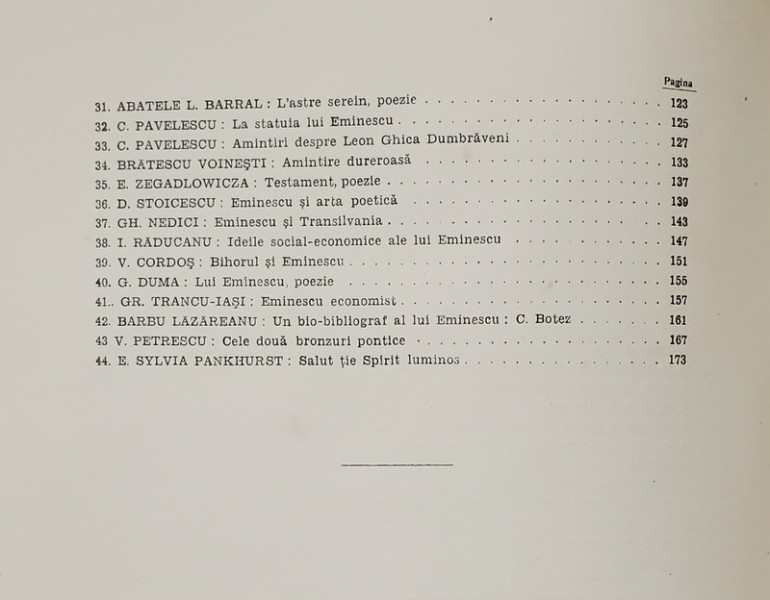 Pagina
31. ABATELE L. BARRAL : L'astre serein, poezie . . . . . . . . . . . . . . . . . . 123
32. C. PAVELESCU : La statuia lui Eminescu . . . . . . . . . . . . . . . . . . . 125
33. C. PAVELESCU : Amintiri despre Leon Ghica Dumbrăveni . . . . . . . . . . . 127
34. BRĂTESCU VOINEŞTI : Amintire dureroasă . . . . . . . . . . . . . . . . . . 133
35. E. ZEGADLOWICZA : Testament, poezie . . . . . . . . . . . . . . . . . . . . 137
36. D. STOICESCU : Eminescu şi arta poetică . . . . . . . . . . . . . . . . . . 139
37. GH. NEDICI : Eminescu şi Transilvania . . . . . . . . . . . . . . . . . . . 143
38. I. RĂDUCANU : Ideile social-economice ale lui Eminescu . . . . . . . . . . . 147
39. V. CORDOŞ : Bihorul şi Eminescu . . . . . . . . . . . . . . . . . . . . . . 151
40. G. DUMA : Lui Eminescu, poezie . . . . . . . . . . . . . . . . . . . . . . 155
41.. GR. TRANCU-IAŞI : Eminescu economist . . . . . . . . . . . . . . . . . . . 157
42. BARBU LĂZĂREANU : Un bio-bibliograf al lui Eminescu : C. Botez . . . . . . . 161
43 V. PETRESCU : Cele două bronzuri pontice . . . . . . . . . . . . . . . . . . 167
44. E. SYLVIA PANKHURST : Salut ţie Spirit luminos . . . . . . . . . . . . . . . 173